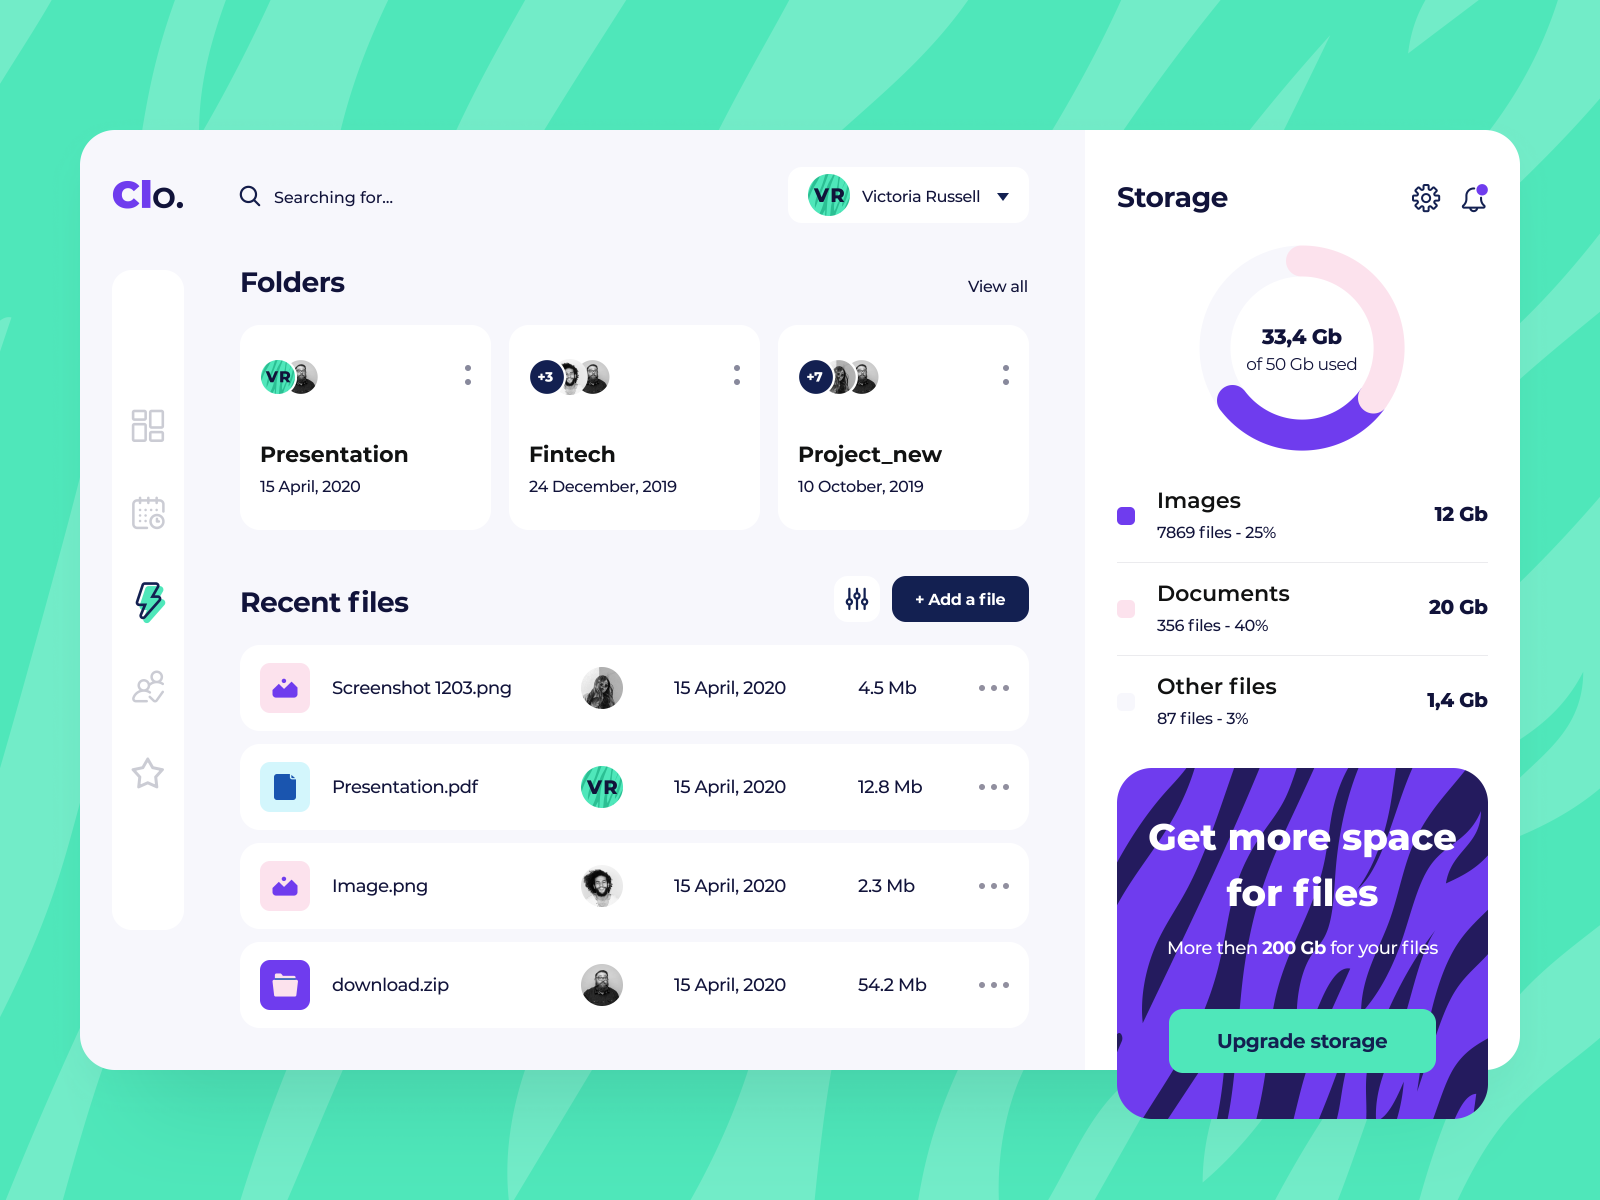 Clo.
Searching for...
VR
Victoria Russell
Folders
View all
VR
Presentation
15 April, 2020
+3
Fintech
24 December, 2019
+7
Project_new
10 October, 2019
Recent files
+ Add a file
Screenshot 1203.png
15 April, 2020
4.5 Mb
Presentation.pdf
VR
15 April, 2020
12.8 Mb
Image.png
15 April, 2020
2.3 Mb
download.zip
15 April, 2020
54.2 Mb
Storage
33,4 Gb
of 50 Gb used
Images
7869 files - 25%
12 Gb
Documents
356 files - 40%
20 Gb
Other files
87 files - 3%
1,4 Gb
Get more space
for files
More then 200 Gb for your files
Upgrade storage